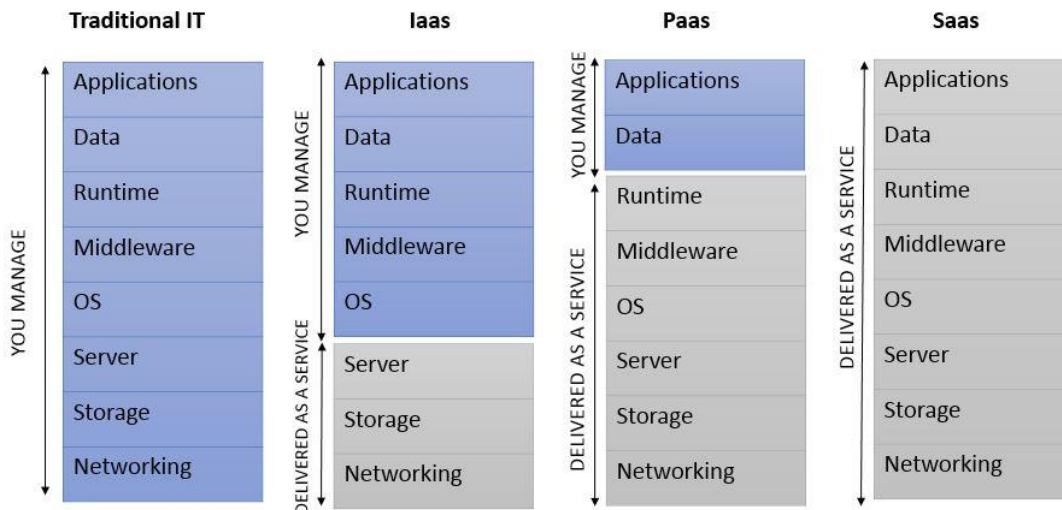 Traditional IT
YOU MANAGE
Applications
Data
Runtime
Middleware
OS
Server
Storage
Networking
Iaas
YOU MANAGE
Applications
Data
Runtime
Middleware
OS
DELIVERED AS A SERVICE
Server
Storage
Networking
Paas
YOU MANAGE
Applications
Data
DELIVERED AS A SERVICE
Runtime
Middleware
OS
Server
Storage
Networking
Saas
DELIVERED AS A SERVICE
Applications
Data
Runtime
Middleware
OS
Server
Storage
Networking